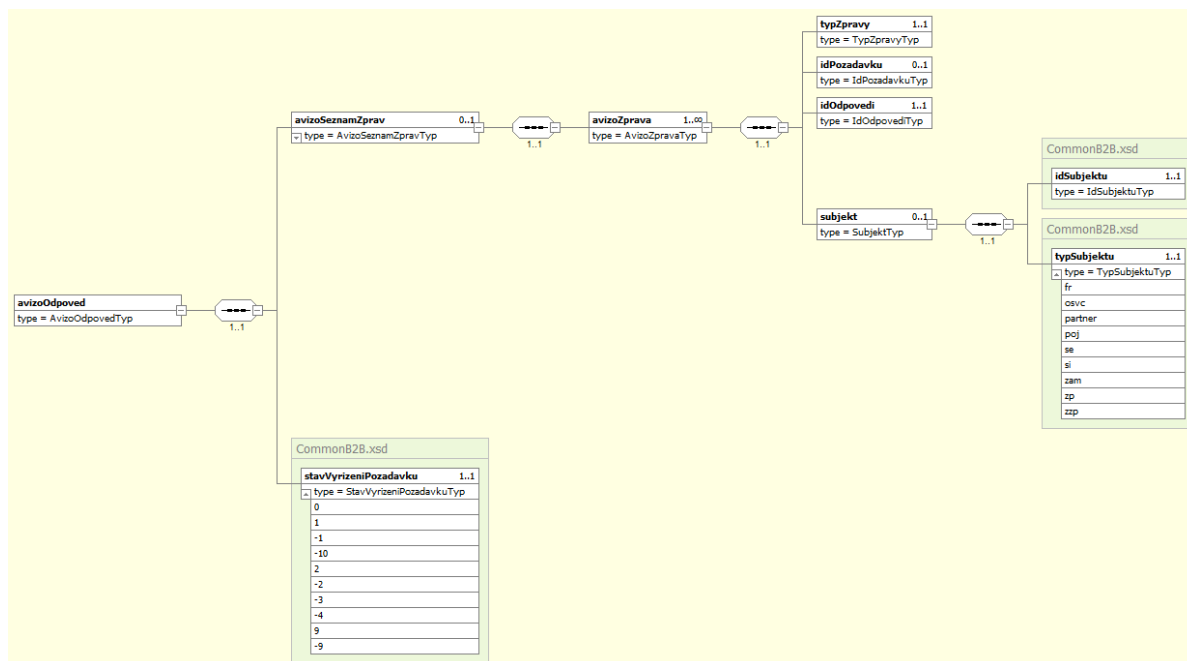 typZpravy 1..1
type = TypZpravyTyp
idPozadavku 0..1
type = IdPozadavkuTyp
idOdpovedi 1..1
type = IdOdpovediTyp
avizoSeznamZprav 0..1
type = AvizoSeznamZpravTyp
1..1
avizoZprava 1..∞
type = AvizoZpravaTyp
1..1
CommonB2B.xsd
idSubjektu 1..1
type = IdSubjektuTyp
subjekt 0..1
type = SubjektTyp
1..1
CommonB2B.xsd
typSubjektu 1..1
type = TypSubjektuTyp
fr
osvc
partner
poj
se
si
zam
zp
zzp
avizoOdpoved
type = AvizoOdpovedTyp
1..1
CommonB2B.xsd
stavVyrizeniPozadavku 1..1
type = StavVyrizeniPozadavkuTyp
0
1
-1
-10
2
-2
-3
-4
9
-9